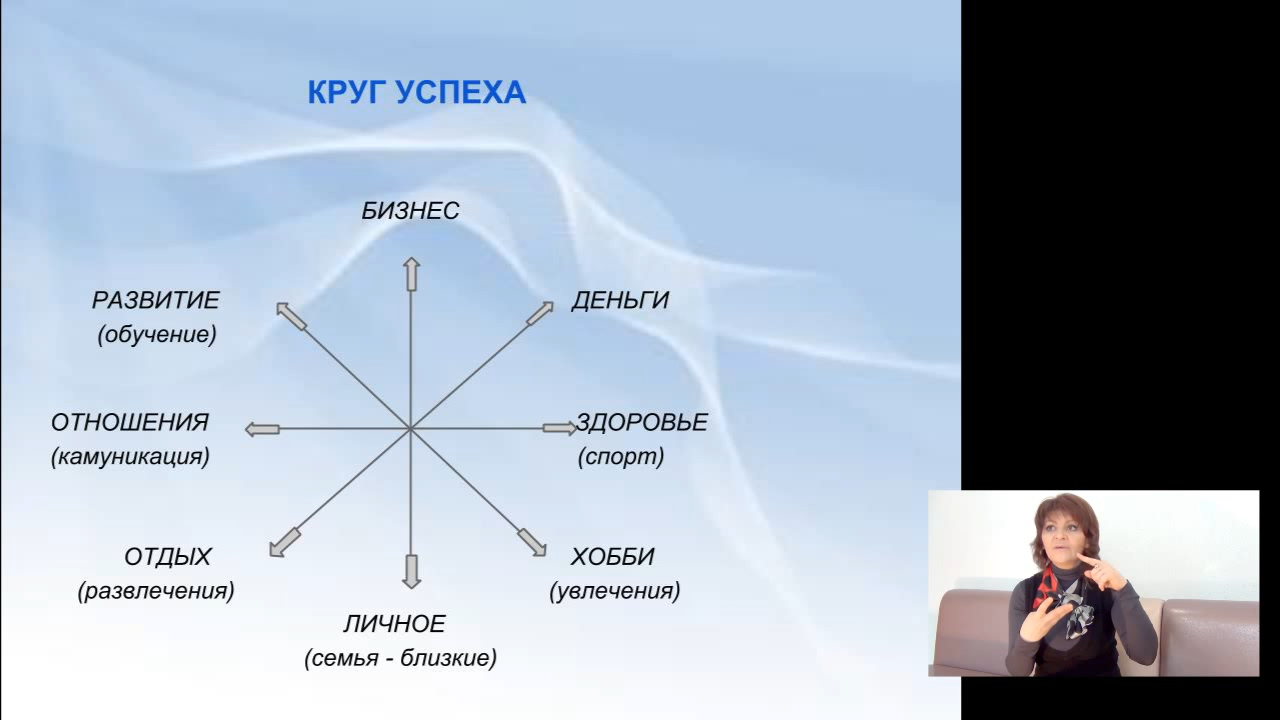 КРУГ УСПЕХА
БИЗНЕС
РАЗВИТИЕ
(обучение)
ДЕНЬГИ
ОТНОШЕНИЯ
(камуникация)
ЗДОРОВЬЕ
(спорт)
ОТДЫХ
(развлечения)
ХОББИ
(увлечения)
ЛИЧНОЕ
(семья - близкие)